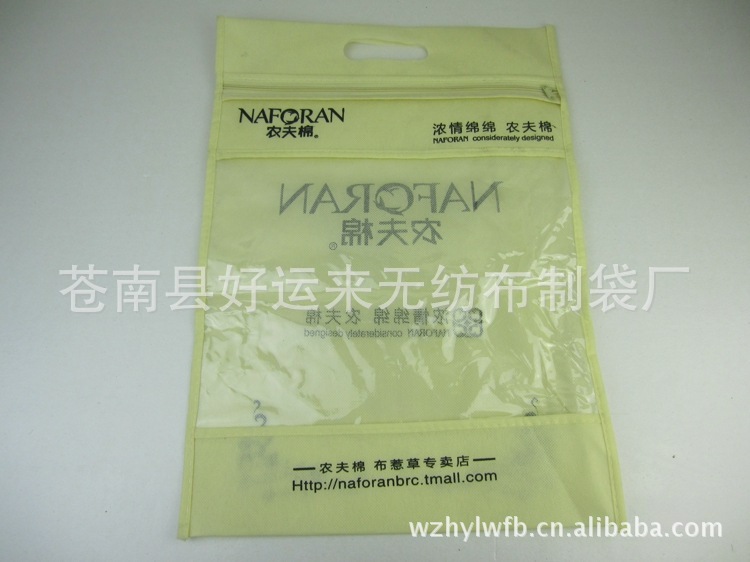 NAFORAN
农夫棉®
浓情绵绵 农夫棉
NAFORAN considerately designed
NAFORAN
农夫棉®
苍南县好运来无纺布制袋厂
浓情绵绵 农夫棉
NAFORAN considerately designed
农夫棉 布惹草专卖店
Http://naforanbrc.tmall.com
wzhylwfb.cn.alibaba.com